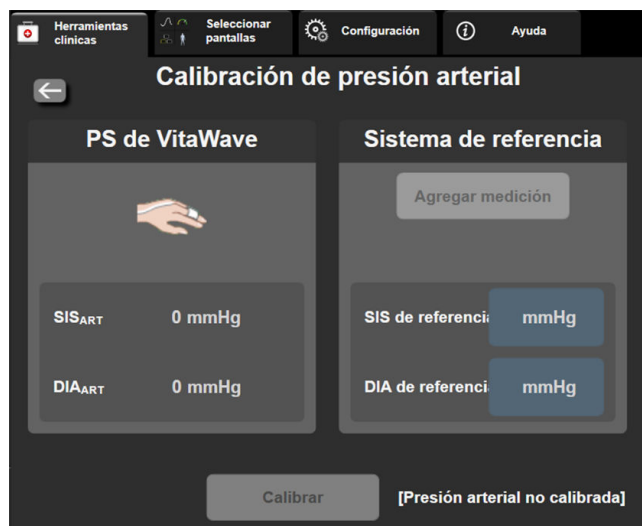 Herramientas
clínicas
Seleccionar
pantallas
Configuración
Ayuda
Calibración de presión arterial
PS de VitaWave
Sistema de referencia
Agregar medición
SISART 0 mmHg
SIS de referenci mmHg
DIAART 0 mmHg
DIA de referenci mmHg
Calibrar
[Presión arterial no calibrada]